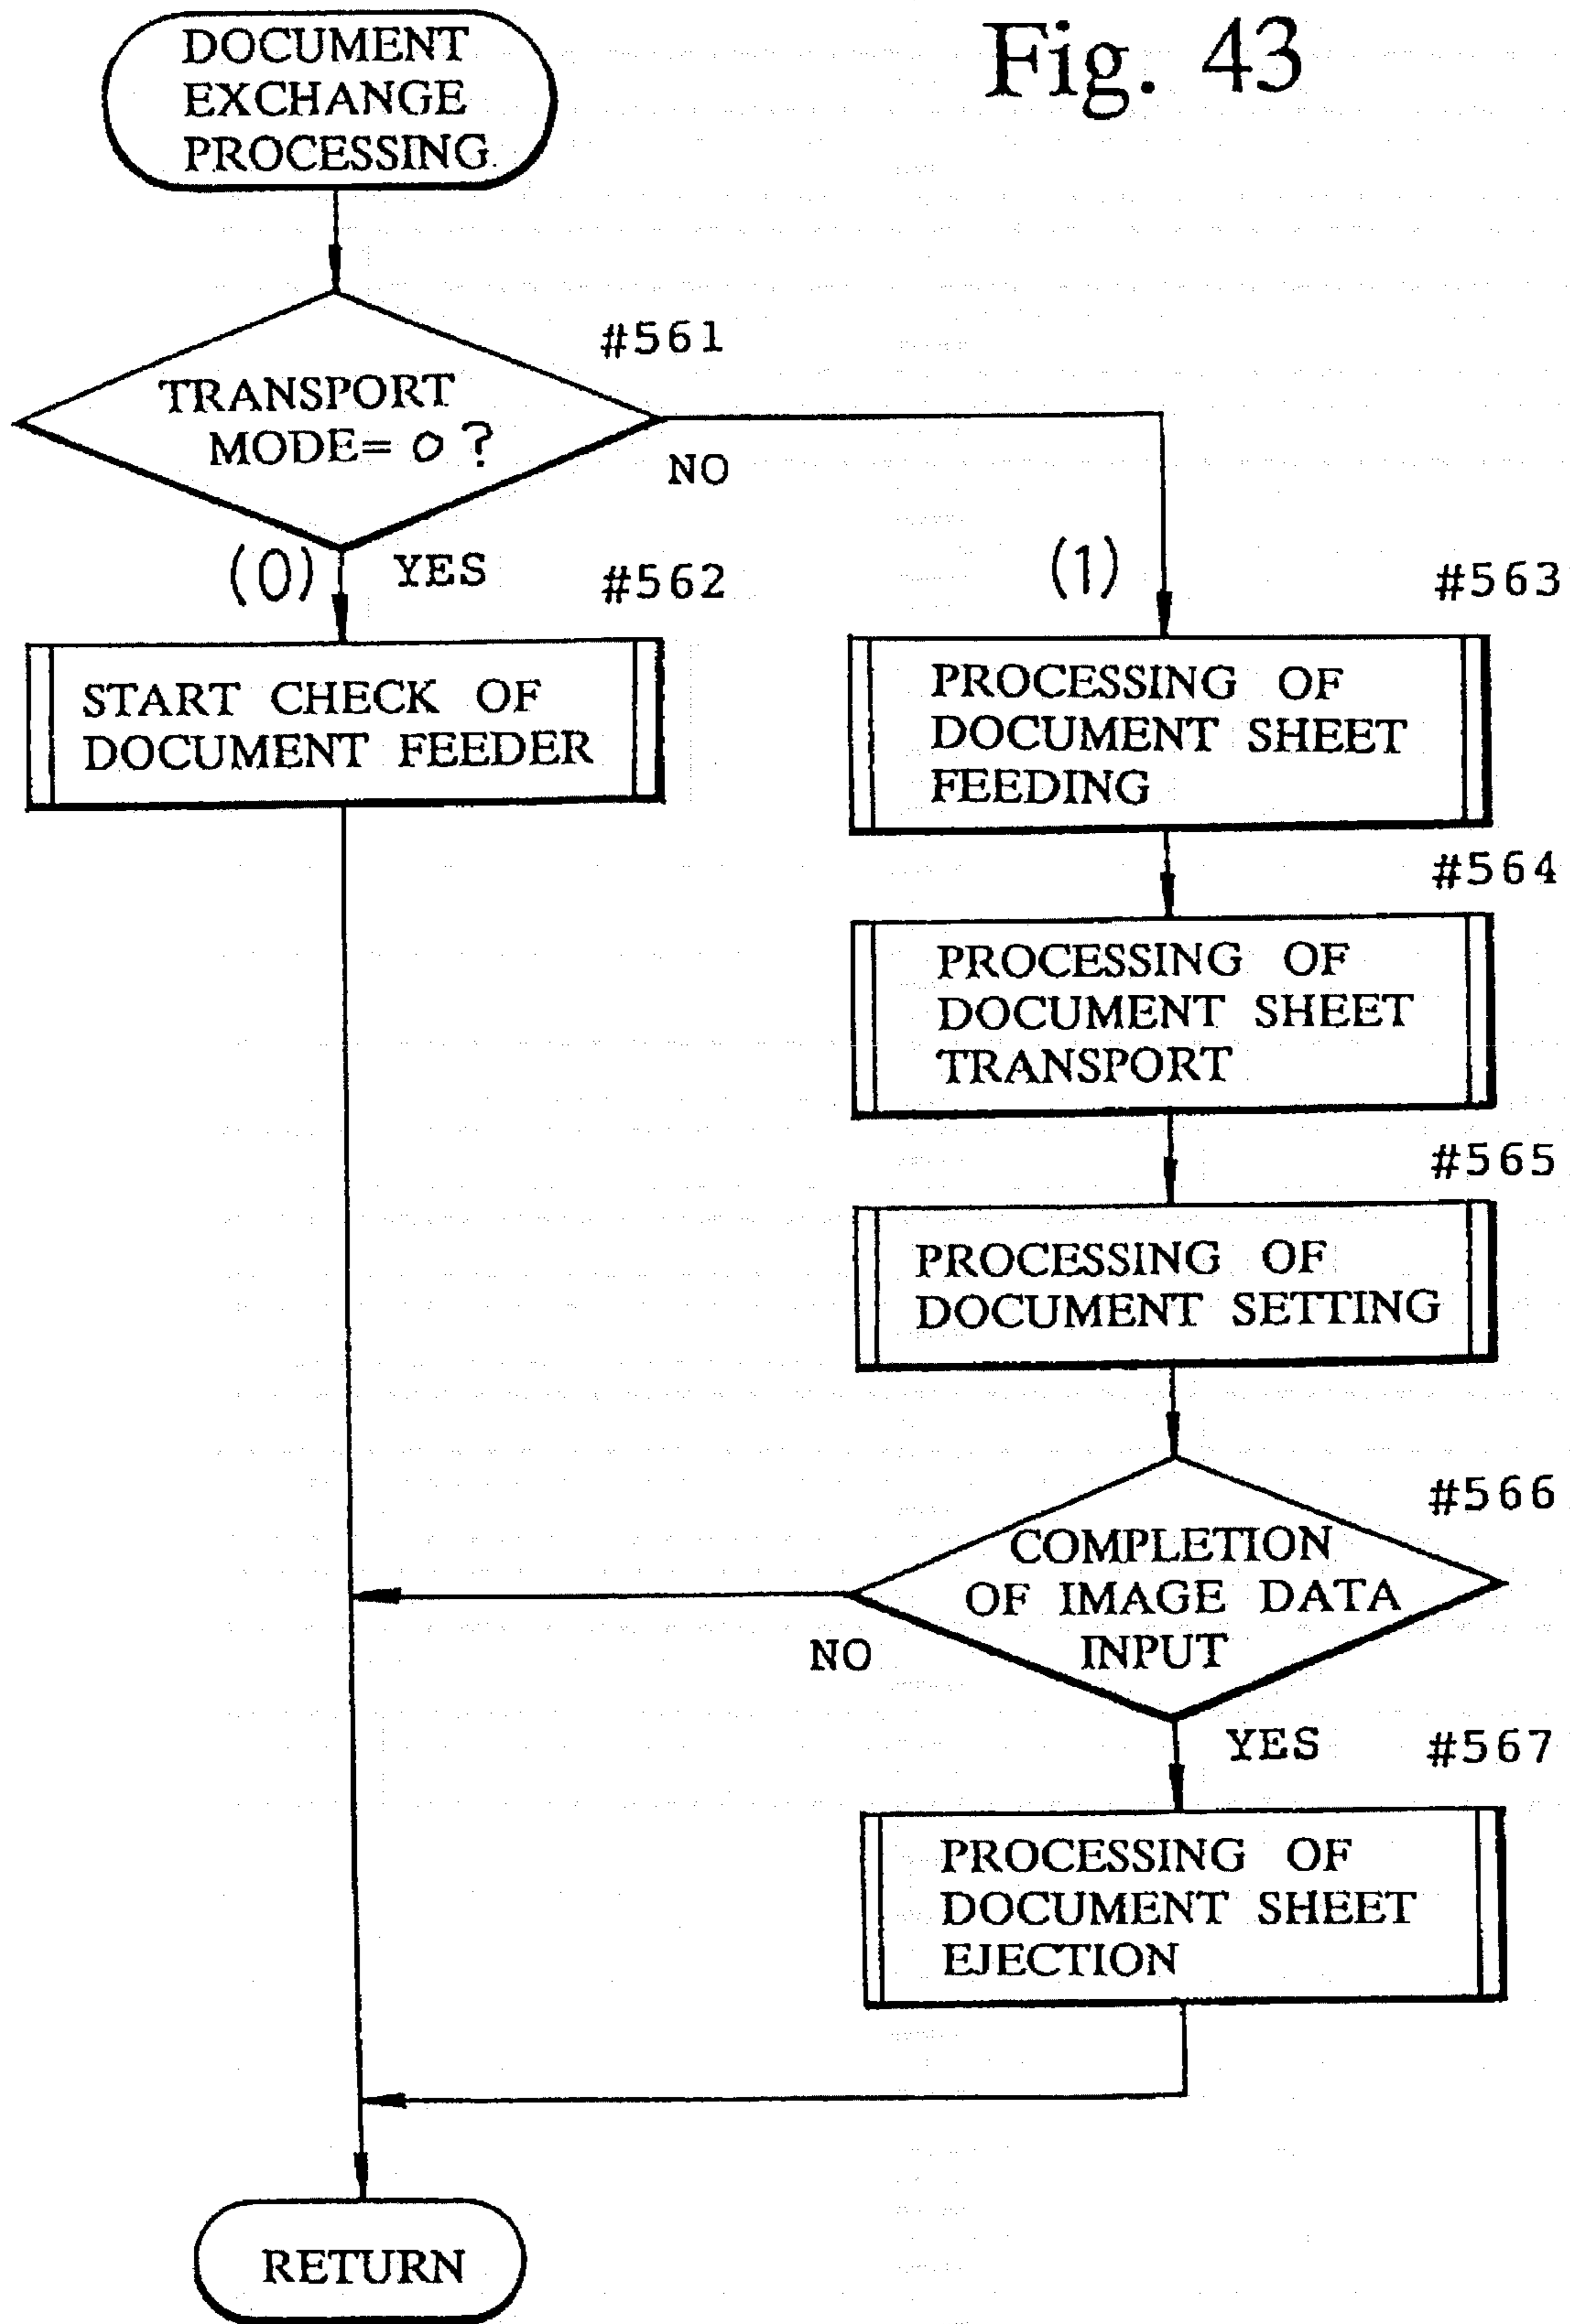 Fig. 43
DOCUMENT
EXCHANGE
PROCESSING
#561
TRANSPORT
MODE= 0 ?
NO
(0)
YES
#562
START CHECK OF
DOCUMENT FEEDER
(1)
#563
PROCESSING OF
DOCUMENT SHEET
FEEDING
#564
PROCESSING OF
DOCUMENT SHEET
TRANSPORT
#565
PROCESSING OF
DOCUMENT SETTING
#566
COMPLETION
OF IMAGE DATA
INPUT
NO
YES
#567
PROCESSING OF
DOCUMENT SHEET
EJECTION
RETURN